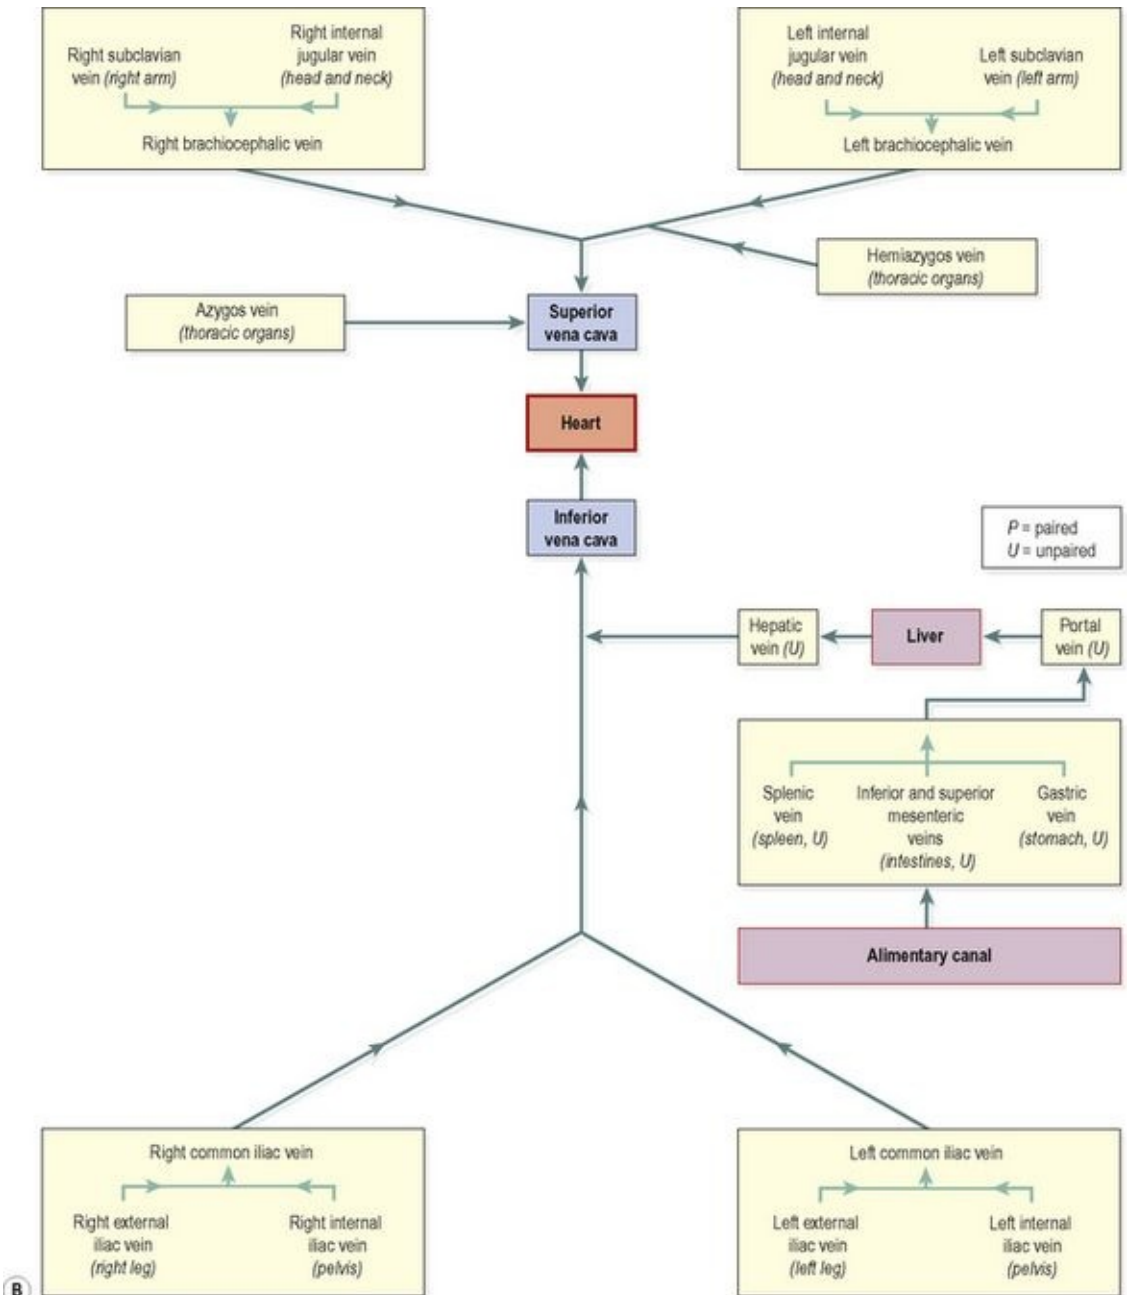 Right subclavian
vein (right arm)
Right internal
jugular vein
(head and neck)
Right brachiocephalic vein
Left internal
jugular vein
(head and neck)
Left subclavian
vein (left arm)
Left brachiocephalic vein
Hemiazygos vein
(thoracic organs)
Azygos vein
(thoracic organs)
Superior
vena cava
Heart
Inferior
vena cava
P = paired
U = unpaired
Hepatic
vein (U)
Liver
Portal
vein (U)
Splenic
vein
(spleen, U)
Inferior and superior
mesenteric
veins
(intestines, U)
Gastric
vein
(stomach, U)
Alimentary canal
Right common iliac vein
Right external
iliac vein
(right leg)
Right internal
iliac vein
(pelvis)
Left common iliac vein
Left external
iliac vein
(left leg)
Left internal
iliac vein
(pelvis)
B